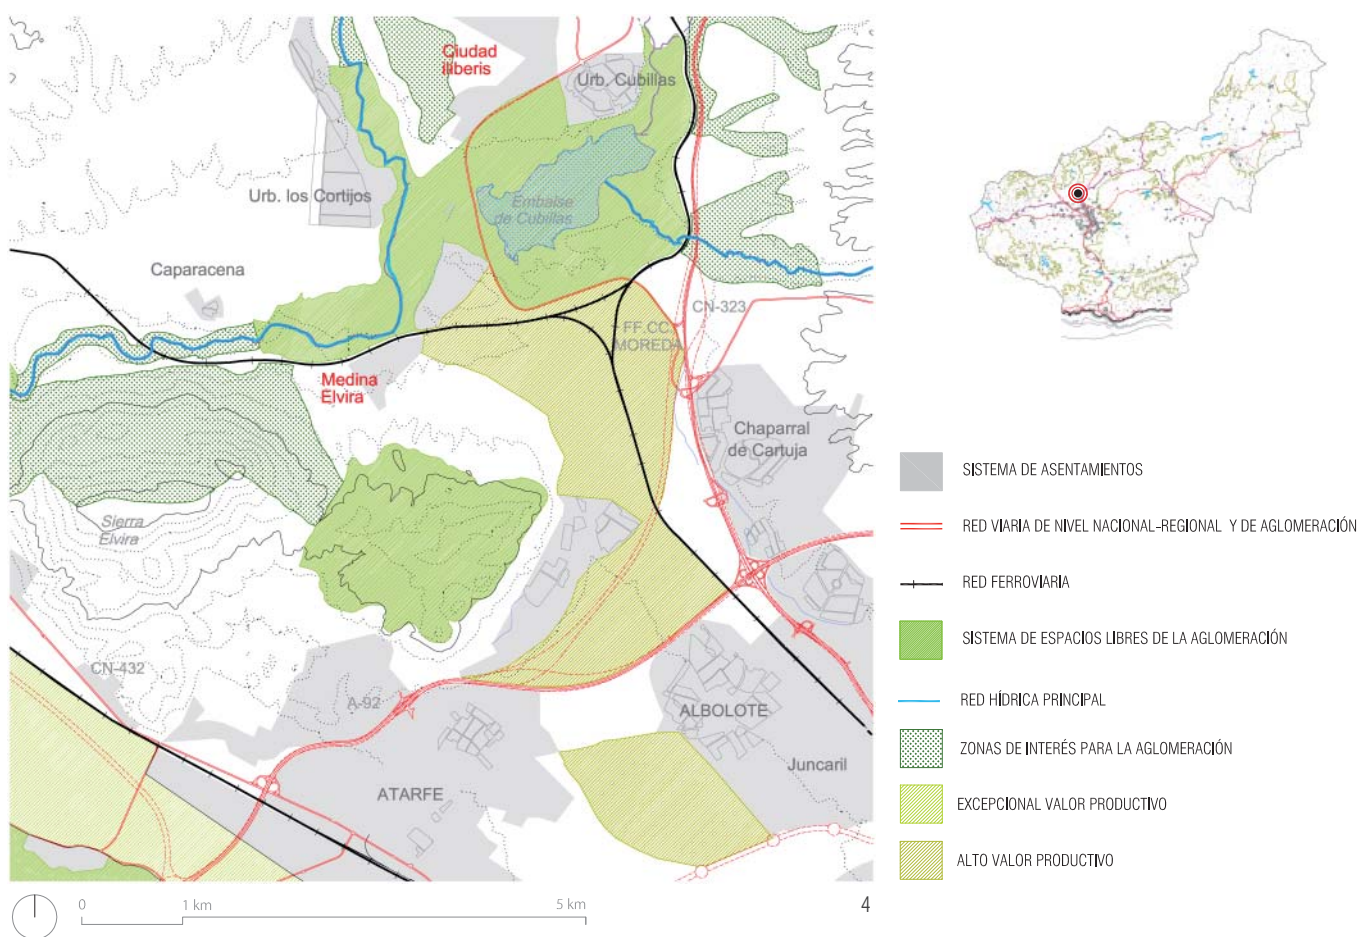 Ciudad
iliberis
Urb. Cubillas
Urb. los Cortijos
Embalse
de Cubillas
Caparacena
CN-323
FF.CC.
MOREDA
Medina
Elvira
Chaparral
de Cartuja
Sierra
Elvira
CN-432
A-92
ALBOLOTE
Juncaril
ATARFE
SISTEMA DE ASENTAMIENTOS
RED VIARIA DE NIVEL NACIONAL-REGIONAL Y DE AGLOMERACIÓN
RED FERROVIARIA
SISTEMA DE ESPACIOS LIBRES DE LA AGLOMERACIÓN
RED HÍDRICA PRINCIPAL
ZONAS DE INTERÉS PARA LA AGLOMERACIÓN
EXCEPCIONAL VALOR PRODUCTIVO
ALTO VALOR PRODUCTIVO
0 1 km 5 km
4